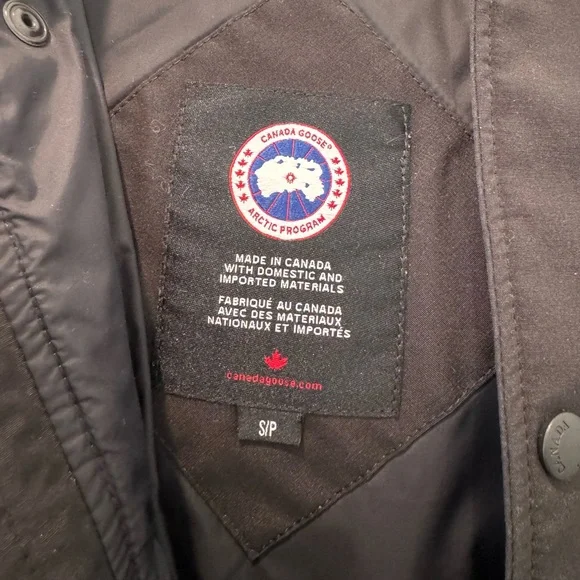 CANADA GOOSE®
ARCTIC PROGRAM
MADE IN CANADA
WITH DOMESTIC AND
IMPORTED MATERIALS
FABRIQUÉ AU CANADA
AVEC DES MATERIAUX
NATIONAUX ET IMPORTÉS
canadagoose.com
S/P